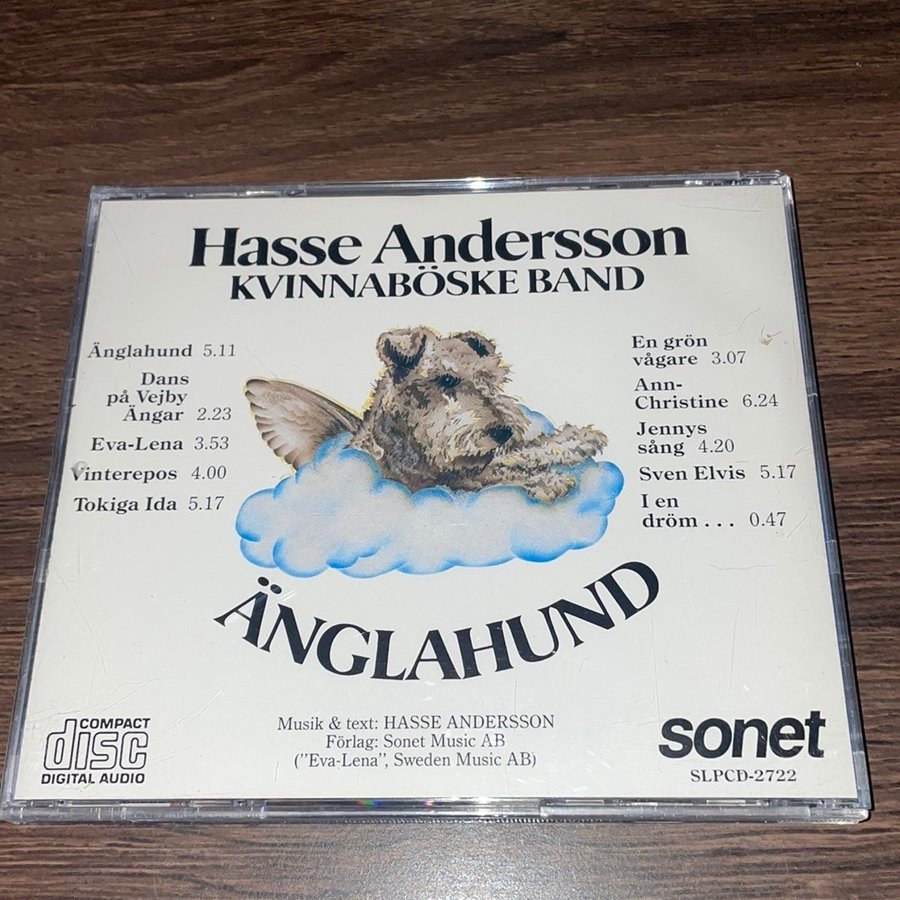 Hasse Andersson
KVINNABÖSKE BAND
Änglahund 5.11
Dans
på Vejby
Ängar 2.23
Eva-Lena 3.53
Vinterepos 4.00
Tokiga Ida 5.17
En grön
vågare 3.07
Ann-
Christine 6.24
Jennys
sång 4.20
Sven Elvis 5.17
I en
dröm . . . 0.47
ÄNGLAHUND
Musik & text: HASSE ANDERSSON
Förlag: Sonet Music AB
(”Eva-Lena”, Sweden Music AB)
COMPACT
disc
DIGITAL AUDIO
sonet
SLPCD-2722